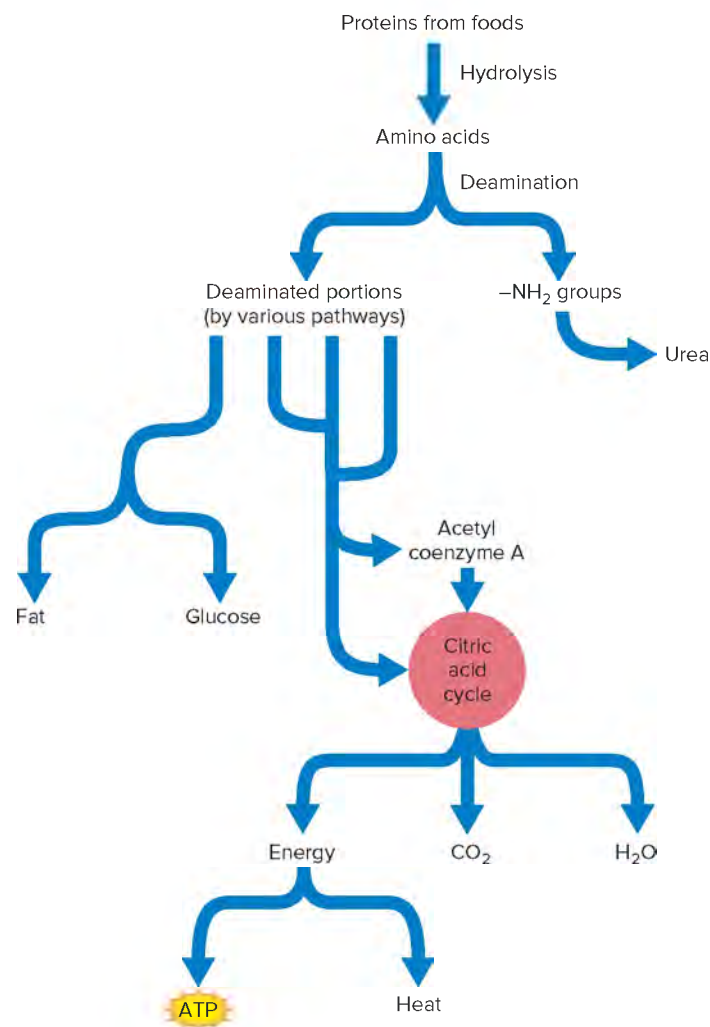 Proteins from foods
Hydrolysis
Amino acids
Deamination
Deaminated portions
(by various pathways)
–NH₂ groups
Urea
Acetyl
coenzyme A
Fat
Glucose
Citric
acid
cycle
Energy
CO₂
H₂O
ATP
Heat